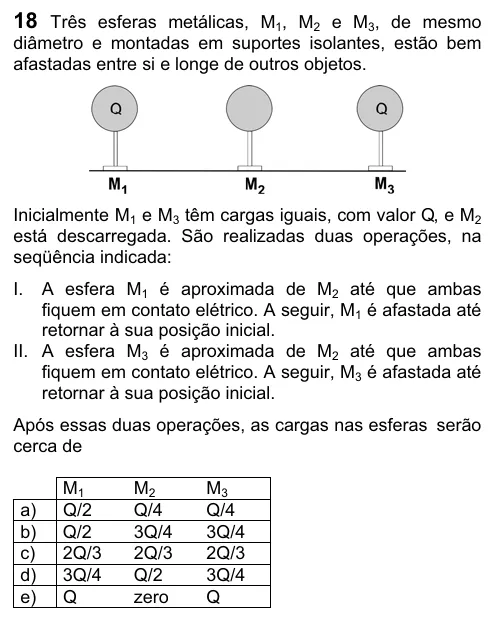 18 Três esferas metálicas, M₁, M₂ e M₃, de mesmo
diâmetro e montadas em suportes isolantes, estão bem
afastadas entre si e longe de outros objetos.
Q Q
M₁ M₂ M₃
Inicialmente M₁ e M₃ têm cargas iguais, com valor Q, e M₂
está descarregada. São realizadas duas operações, na
seqüência indicada:
I. A esfera M₁ é aproximada de M₂ até que ambas
fiquem em contato elétrico. A seguir, M₁ é afastada até
retornar à sua posição inicial.
II. A esfera M₃ é aproximada de M₂ até que ambas
fiquem em contato elétrico. A seguir, M₃ é afastada até
retornar à sua posição inicial.
Após essas duas operações, as cargas nas esferas serão
cerca de
M₁ M₂ M₃
a) Q/2 Q/4 Q/4
b) Q/2 3Q/4 3Q/4
c) 2Q/3 2Q/3 2Q/3
d) 3Q/4 Q/2 3Q/4
e) Q zero Q